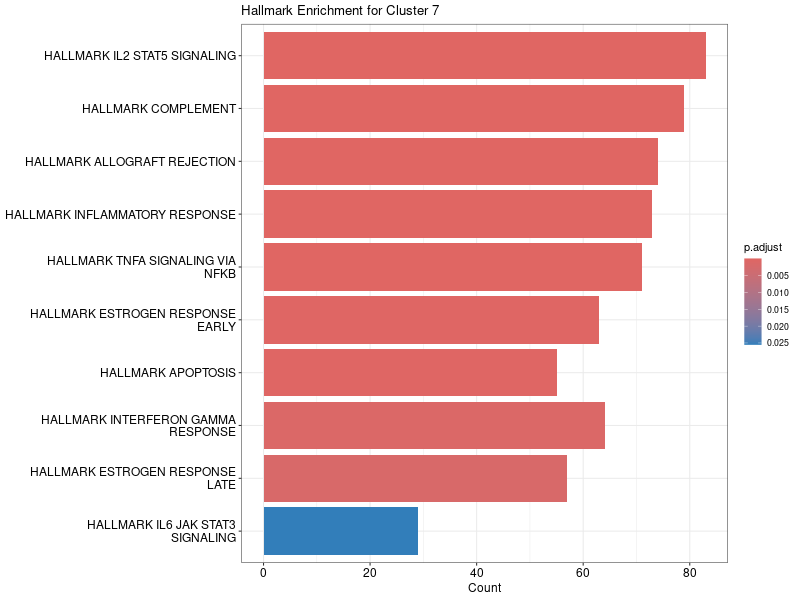 Hallmark Enrichment for Cluster 7
HALLMARK IL2 STAT5 SIGNALING
HALLMARK COMPLEMENT
HALLMARK ALLOGRAFT REJECTION
HALLMARK INFLAMMATORY RESPONSE
HALLMARK TNFA SIGNALING VIA
NFKB
HALLMARK ESTROGEN RESPONSE
EARLY
HALLMARK APOPTOSIS
HALLMARK INTERFERON GAMMA
RESPONSE
HALLMARK ESTROGEN RESPONSE
LATE
HALLMARK IL6 JAK STAT3
SIGNALING
0 20 40 60 80
Count
p.adjust
0.005
0.010
0.015
0.020
0.025